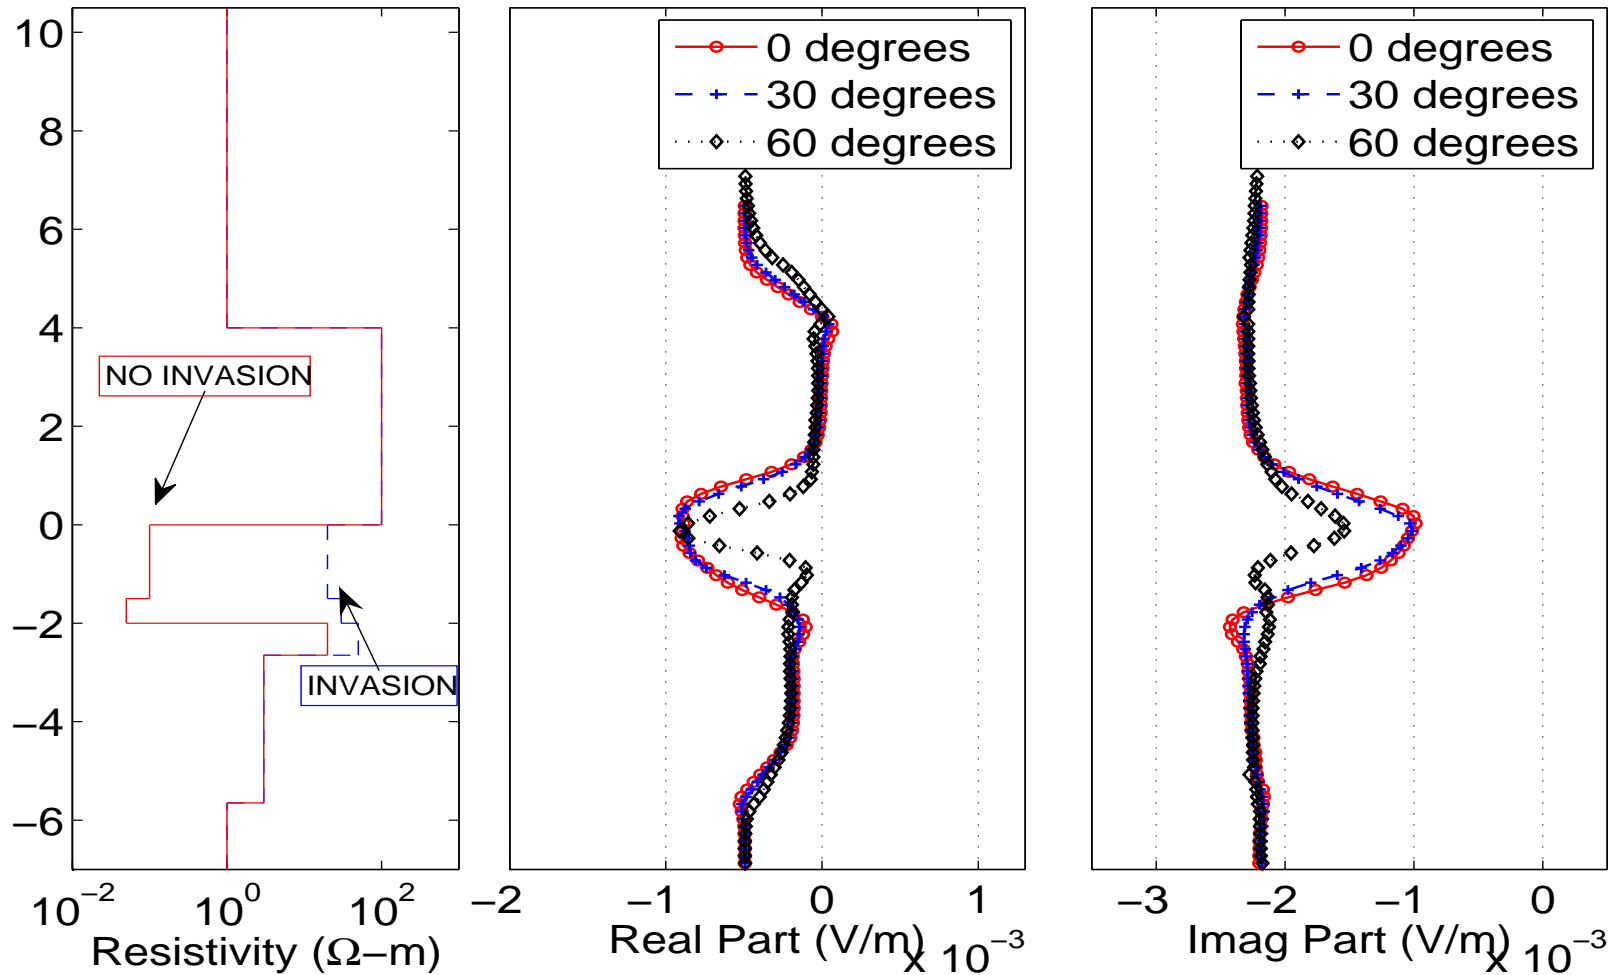 10
8
6
4
2
0
−2
−4
−6
NO INVASION
INVASION
10−2
10^0
10^2
Resistivity (Ω−m)
0 degrees
30 degrees
60 degrees
−2
−1
0
1
Real Part (V/m)
x 10−3
0 degrees
30 degrees
60 degrees
−3
−2
−1
0
Imag Part (V/m)
x 10−3